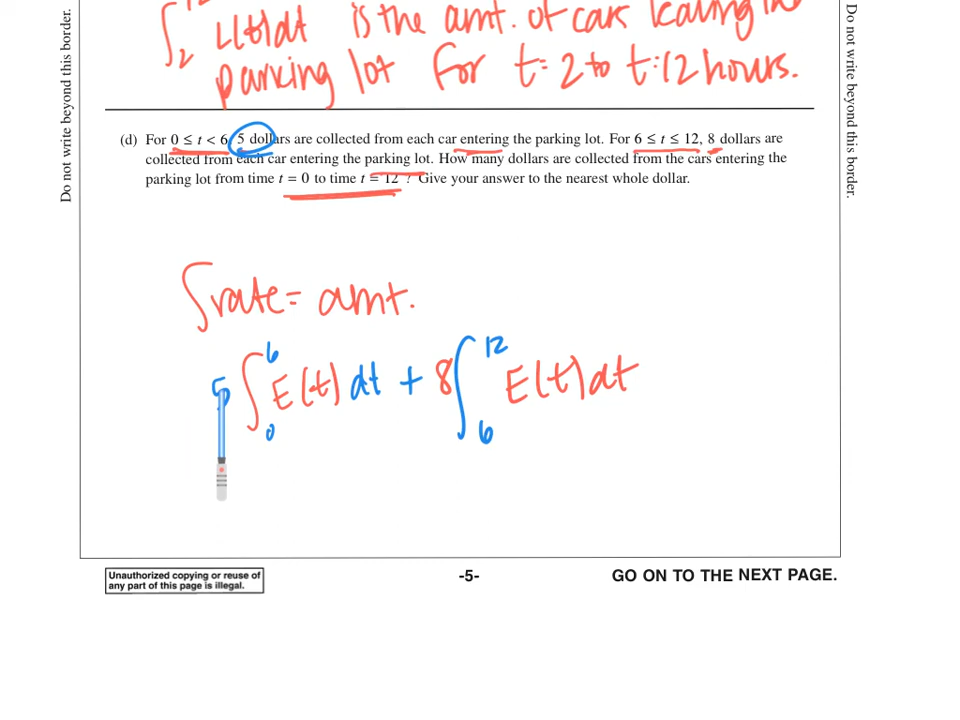 12
∫ L(t)dt is the amt. of cars leaving the
2
parking lot for t=2 to t=12 hours.
(d) For 0 ≤ t < 6, 5 dollars are collected from each car entering the parking lot. For 6 ≤ t ≤ 12, 8 dollars are
collected from each car entering the parking lot. How many dollars are collected from the cars entering the
parking lot from time t = 0 to time t = 12 ? Give your answer to the nearest whole dollar.
∫rate = amt.
5 ∫₀⁶ E(t) dt + 8 ∫₆¹² E(t) dt
Unauthorized copying or reuse of
any part of this page is illegal.
-5-
GO ON TO THE NEXT PAGE.
Do not write beyond this border.
Do not write beyond this border.